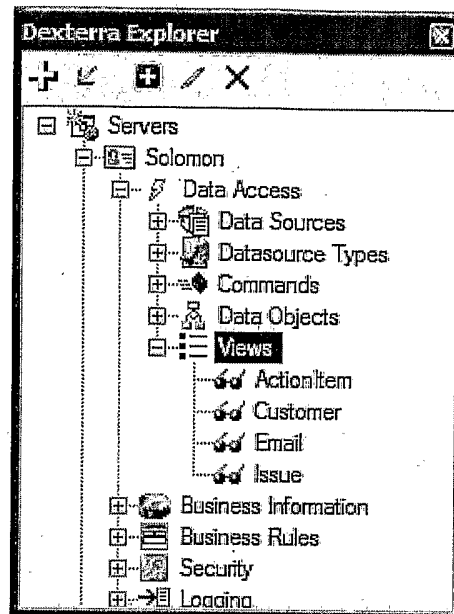 Dexterra Explorer
Servers
Solomon
Data Access
Data Sources
Datasource Types
Commands
Data Objects
Views
ActionItem
Customer
Email
Issue
Business Information
Business Rules
Security
Logging